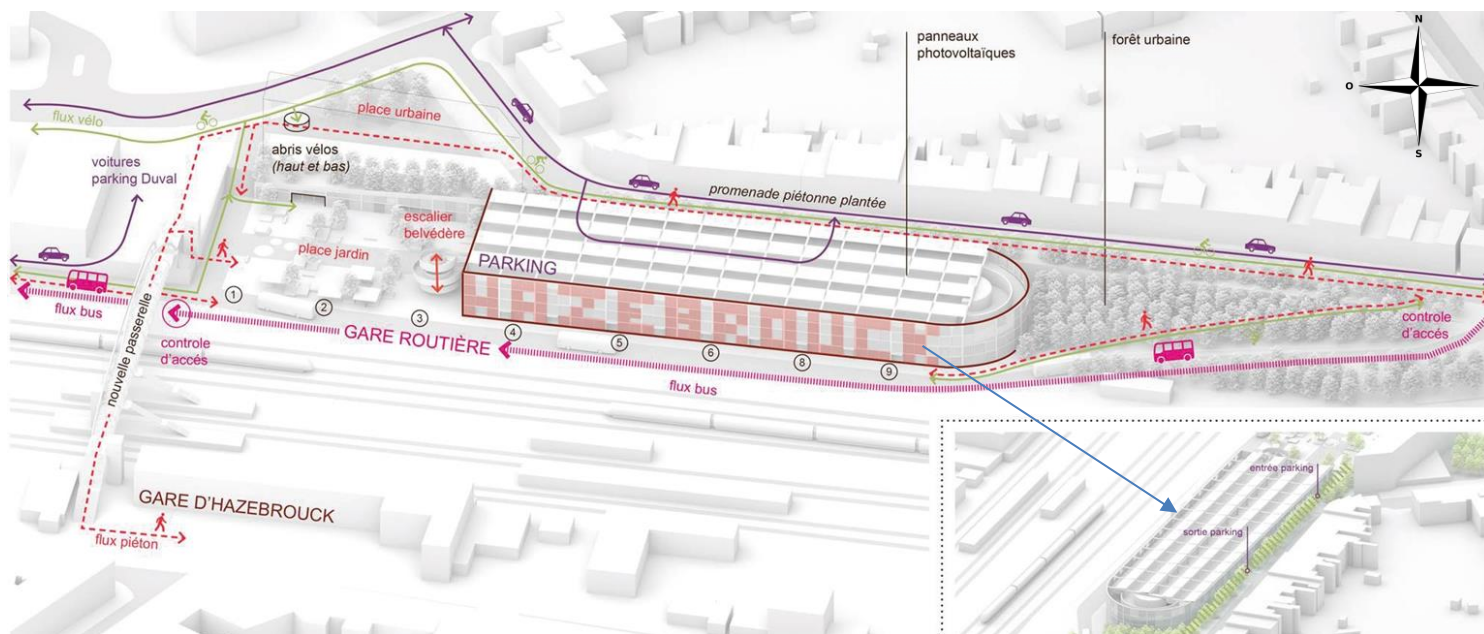 panneaux
photovoltaïques
forêt urbaine
N
O
E
S
place urbaine
flux vélo
abris vélos
(haut et bas)
voitures
parking Duval
promenade piétonne plantée
escalier
belvédère
place jardin
PARKING
HAZEBROUCK
1
2
3
4
5
6
8
9
flux bus
controle
d'accés
GARE ROUTIÈRE
flux bus
controle
d'accés
nouvelle passerelle
GARE D'HAZEBROUCK
flux piéton
entrée parking
sortie parking